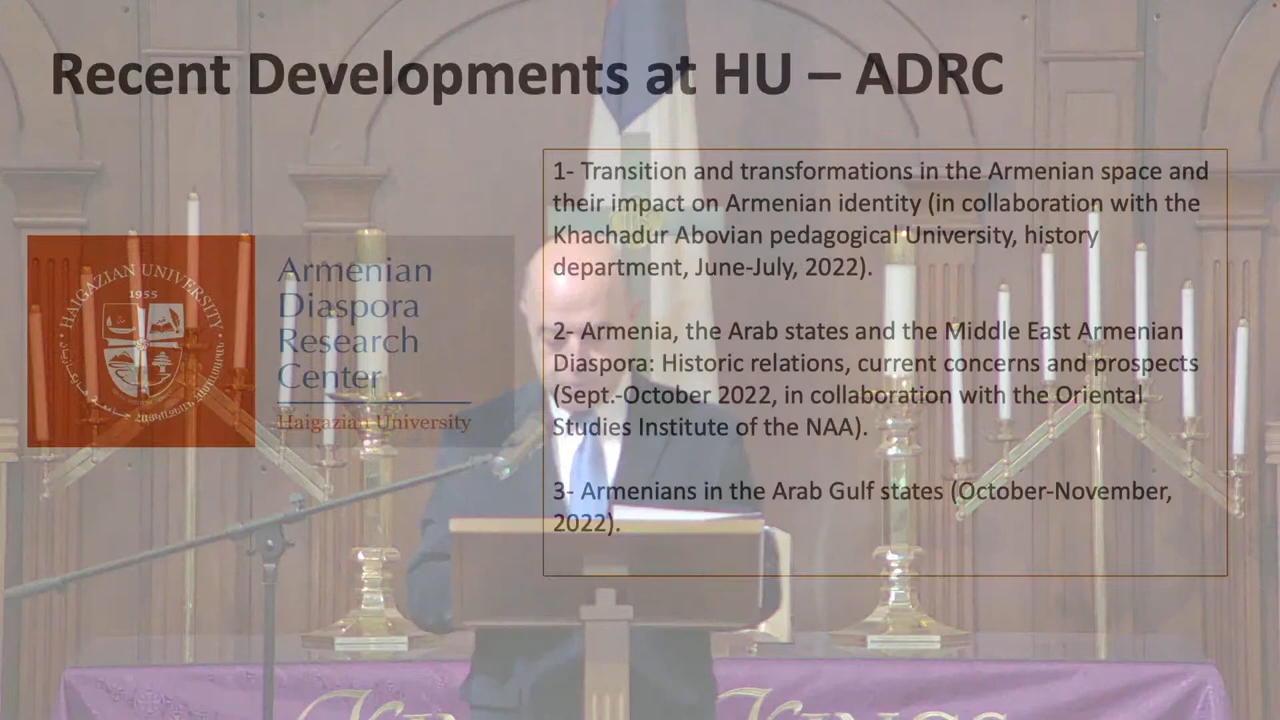 Recent Developments at HU – ADRC
1- Transition and transformations in the Armenian space and
their impact on Armenian identity (in collaboration with the
Khachadur Abovian pedagogical University, history
department, June-July, 2022).
2- Armenia, the Arab states and the Middle East Armenian
Diaspora: Historic relations, current concerns and prospects
(Sept.-October 2022, in collaboration with the Oriental
Studies Institute of the NAA).
3- Armenians in the Arab Gulf states (October-November,
2022).
HAIGAZIAN UNIVERSITY
1955
Armenian
Diaspora
Research
Center
Haigazian University
KINGS